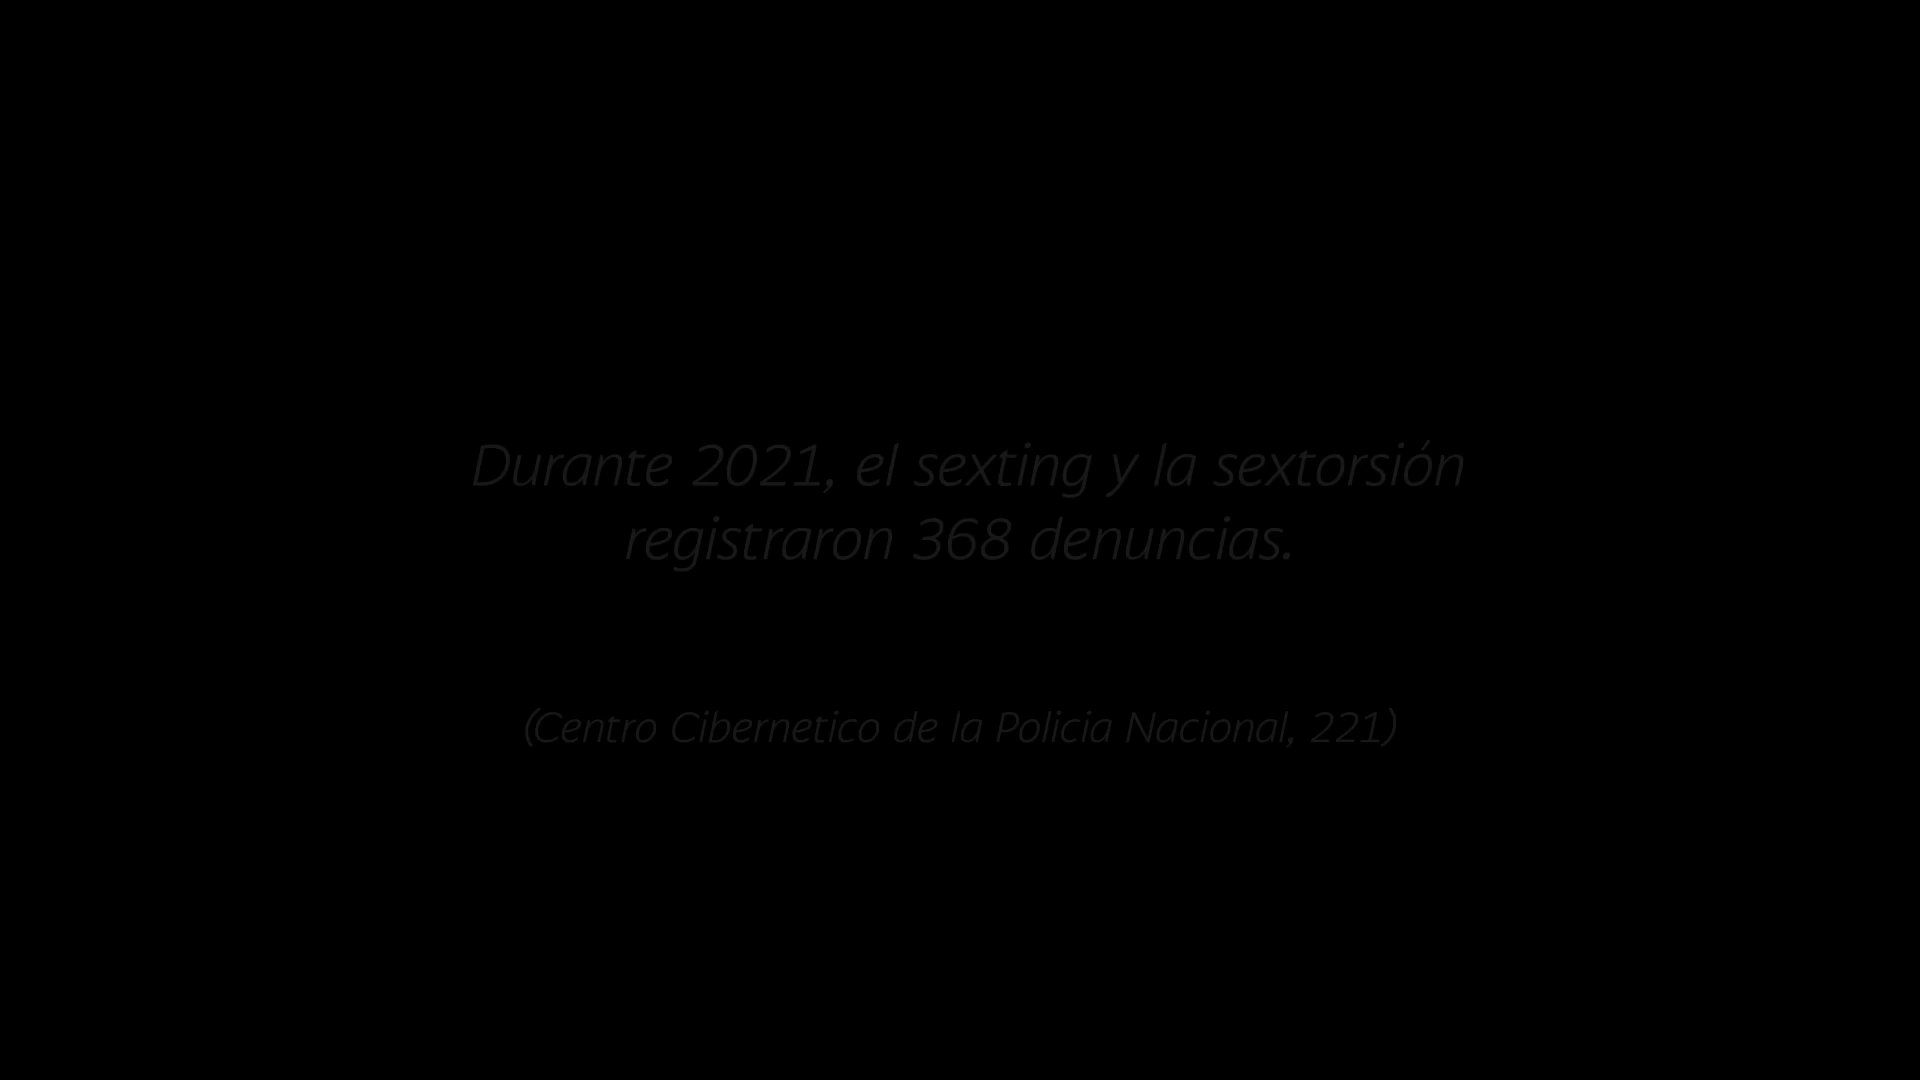 Durante 2021, el sexting y la sextorsión
registraron 368 denuncias.
(Centro Cibernetico de la Policia Nacional, 221)